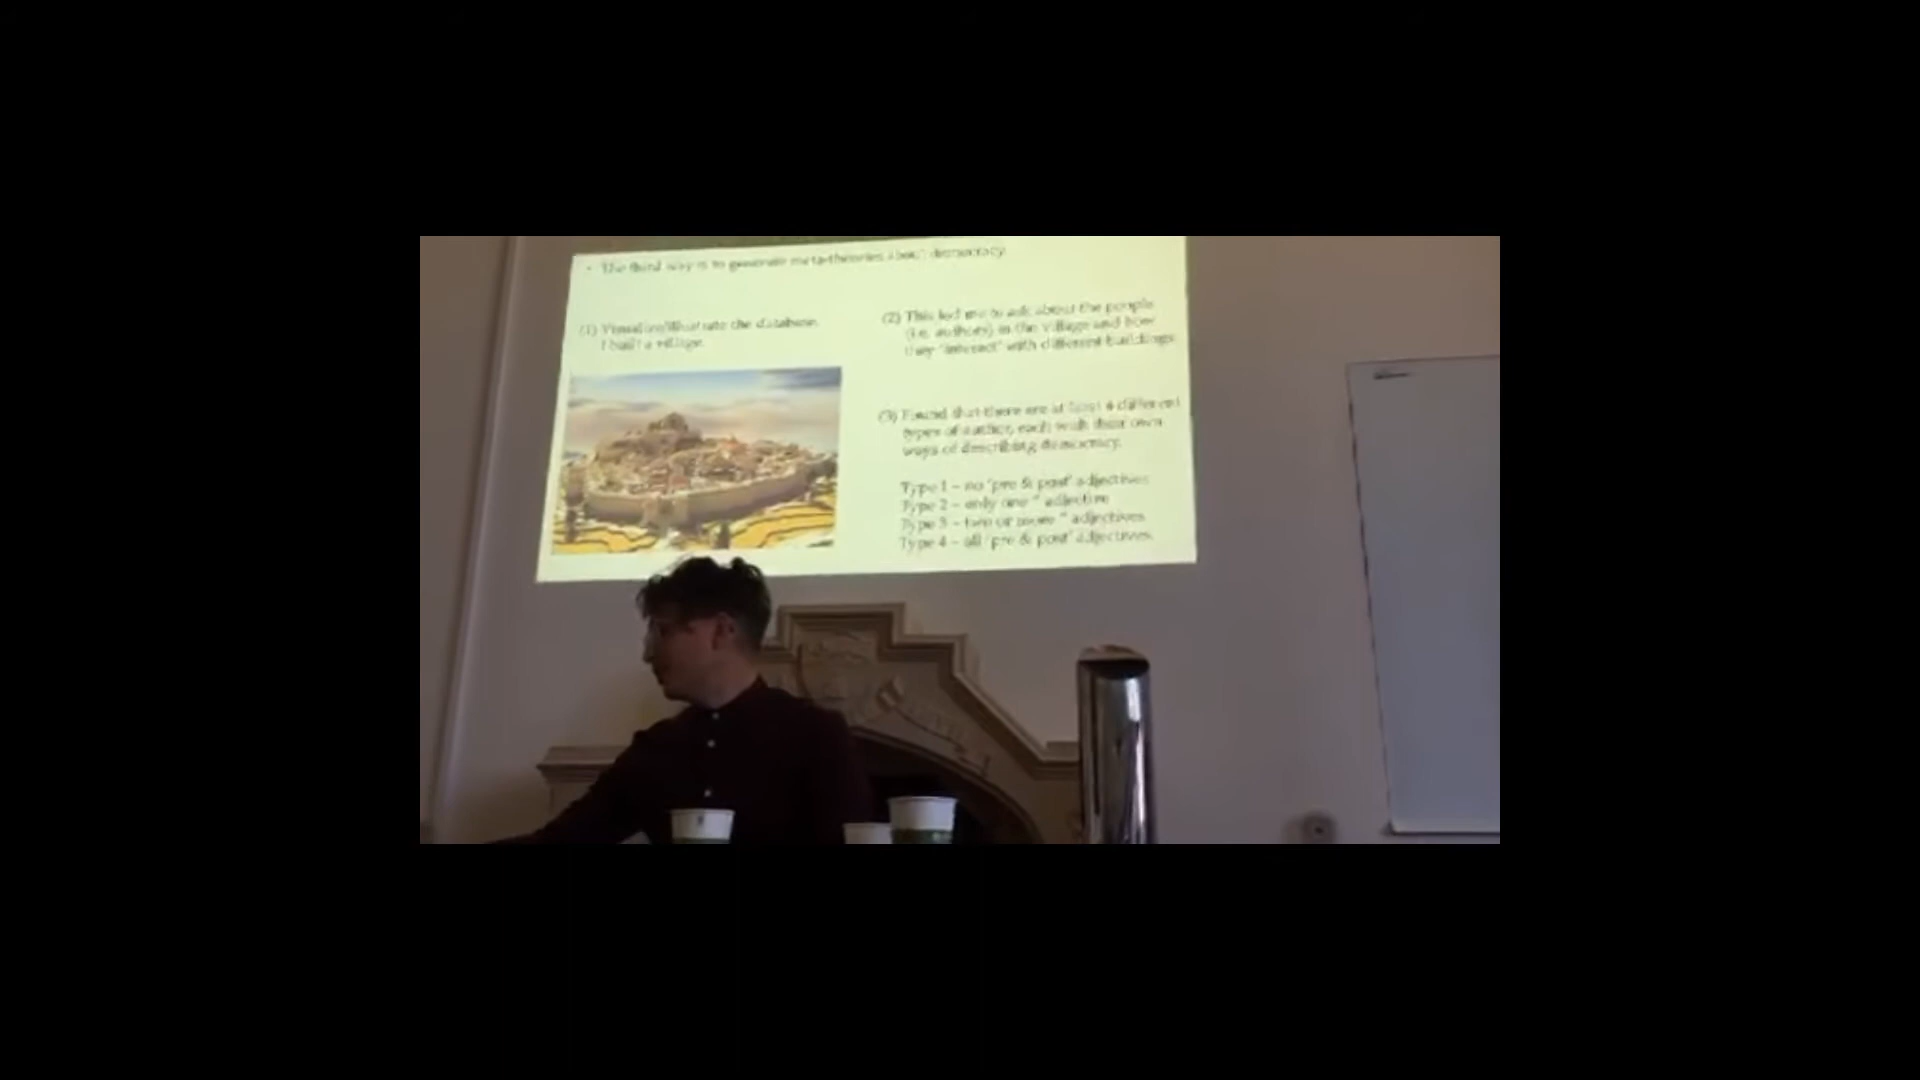 • The third way is to generate meta-theories about democracy.
(1) the database.
I built a village.
(2) This led me to ask about the people
(i.e. authors) in the village and how
they 'interact' with different buildings
(3) Found that there are at least 4 different
types of author, each with their own
ways of describing democracy.
Type 1 – no 'pre & post' adjectives
Type 2 – only one " adjective
Type 3 – two or more " adjectives
Type 4 – all 'pre & post' adjectives.